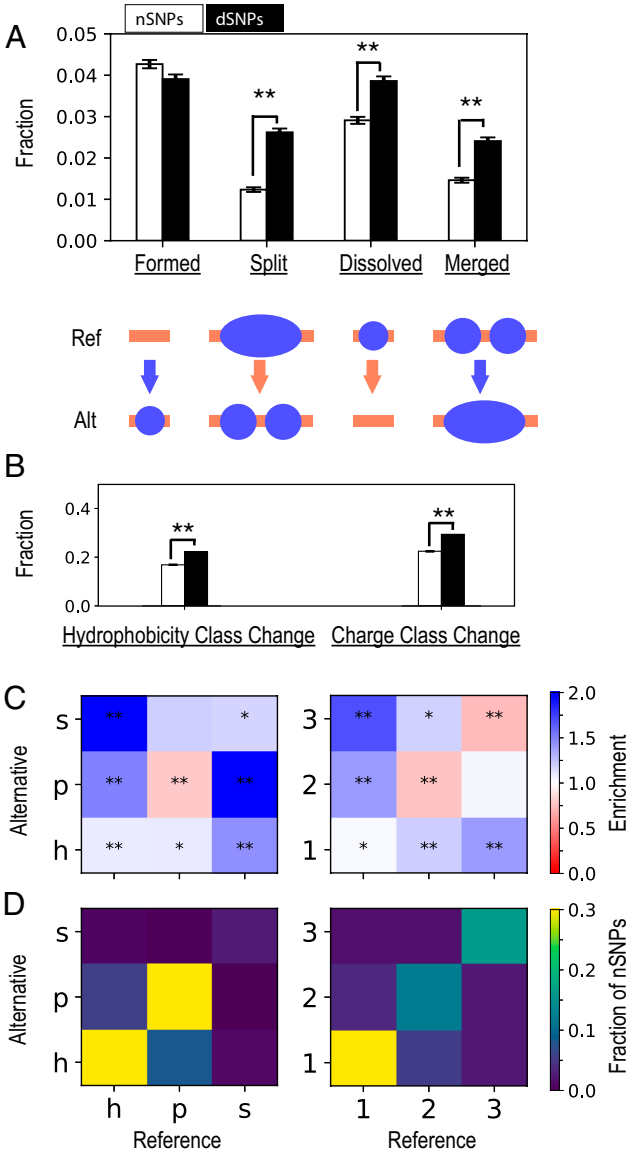 A
nSNPs dSNPs
0.05
0.04
0.03
0.02
0.01
0.00
Fraction
** ** **
Formed Split Dissolved Merged
Ref
Alt
B
0.4
0.2
0.0
Fraction
** **
Hydrophobicity Class Change Charge Class Change
C
Alternative
s ** *
p ** ** **
h ** * **
3 ** * **
2 ** **
1 * ** **
2.0
1.5
1.0
0.5
0.0
Enrichment
D
Alternative
s
p
h
h p s
Reference
3
2
1
1 2 3
Reference
0.3
0.2
0.1
0.0
Fraction of nSNPs